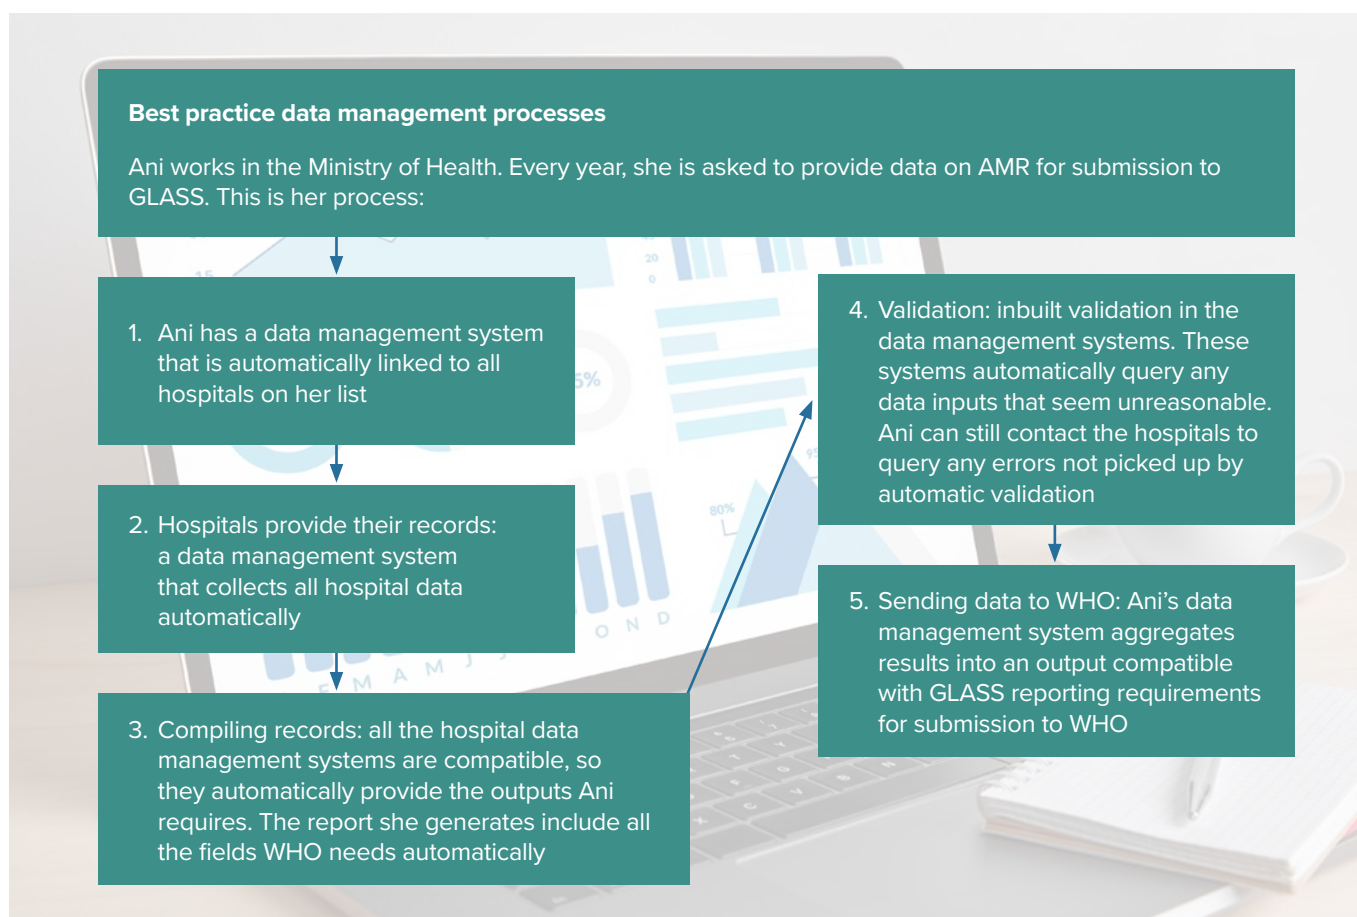 Best practice data management processes
Ani works in the Ministry of Health. Every year, she is asked to provide data on AMR for submission to
GLASS. This is her process:
1. Ani has a data management system
that is automatically linked to all
hospitals on her list
2. Hospitals provide their records:
a data management system
that collects all hospital data
automatically
3. Compiling records: all the hospital data
management systems are compatible, so
they automatically provide the outputs Ani
requires. The report she generates include all
the fields WHO needs automatically
4. Validation: inbuilt validation in the
data management systems. These
systems automatically query any
data inputs that seem unreasonable.
Ani can still contact the hospitals to
query any errors not picked up by
automatic validation
5. Sending data to WHO: Ani’s data
management system aggregates
results into an output compatible
with GLASS reporting requirements
for submission to WHO
20
0
80%
O N D